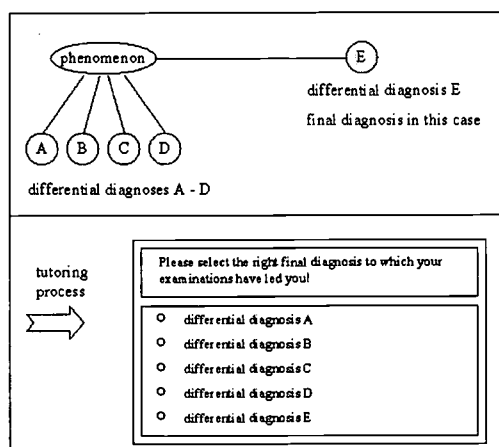 phenomenon
E
differential diagnosis E
final diagnosis in this case
A B C D
differential diagnoses A - D
tutoring
process
Please select the right final diagnosis to which your
examinations have led you!
differential diagnosis A
differential diagnosis B
differential diagnosis C
differential diagnosis D
differential diagnosis E